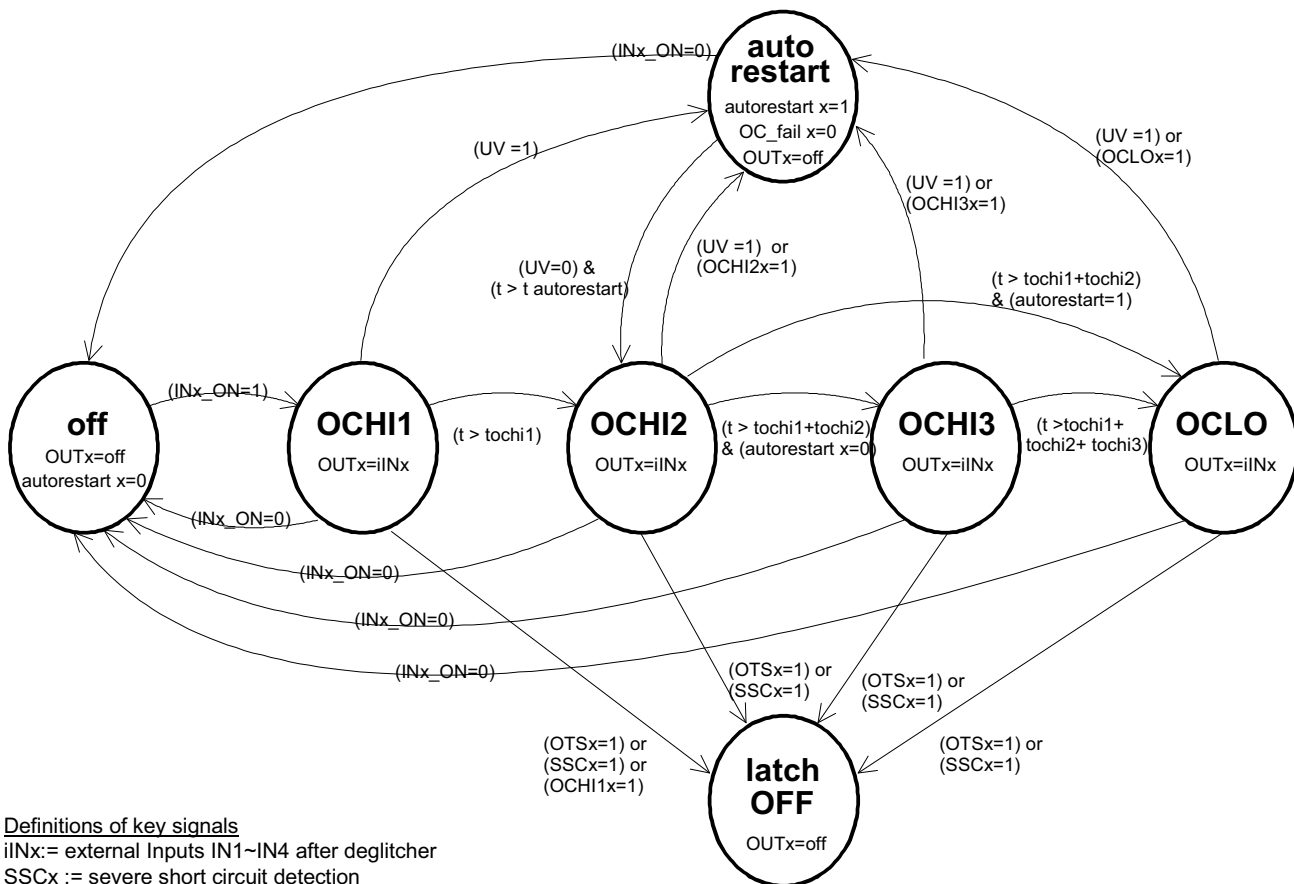 auto
restart
autorestart x=1
OC_fail x=0
OUTx=off
(INx_ON=0)
(UV =1)
(UV =1) or
(OCLOx=1)
(UV =1) or
(OCHI3x=1)
(UV =1) or
(OCHI2x=1)
(UV=0) &
(t > t autorestart)
(t > tochi1+tochi2)
& (autorestart=1)
off
OUTx=off
autorestart x=0
(INx_ON=1)
OCHI1
OUTx=iINx
(t > tochi1)
OCHI2
OUTx=iINx
(t > tochi1+tochi2)
& (autorestart x=0)
OCHI3
OUTx=iINx
(t >tochi1+
tochi2+ tochi3)
OCLO
OUTx=iINx
(INx_ON=0)
(INx_ON=0)
(INx_ON=0)
(INx_ON=0)
(OTSx=1) or
(SSCx=1) or
(OCHI1x=1)
(OTSx=1) or
(SSCx=1)
(OTSx=1) or
(SSCx=1)
(OTSx=1) or
(SSCx=1)
latch
OFF
OUTx=off
Definitions of key signals
iINx:= external Inputs IN1~IN4 after deglitcher
SSCx := severe short circuit detection